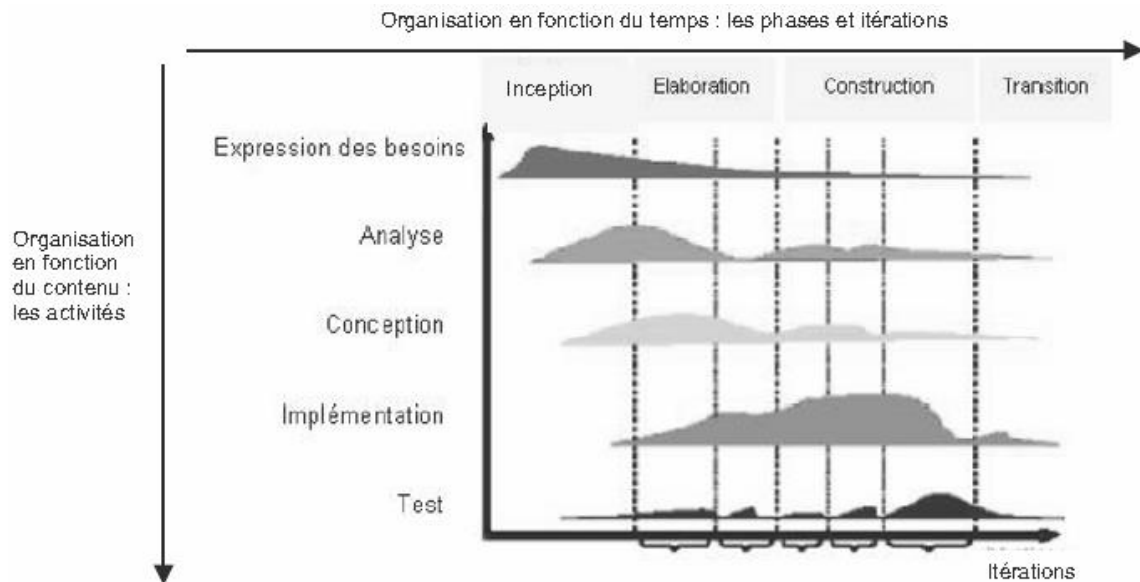 Organisation en fonction du temps : les phases et itérations
Inception
Elaboration
Construction
Transition
Expression des besoins
Analyse
Organisation
en fonction
du contenu :
les activités
Conception
Implémentation
Test
Itérations